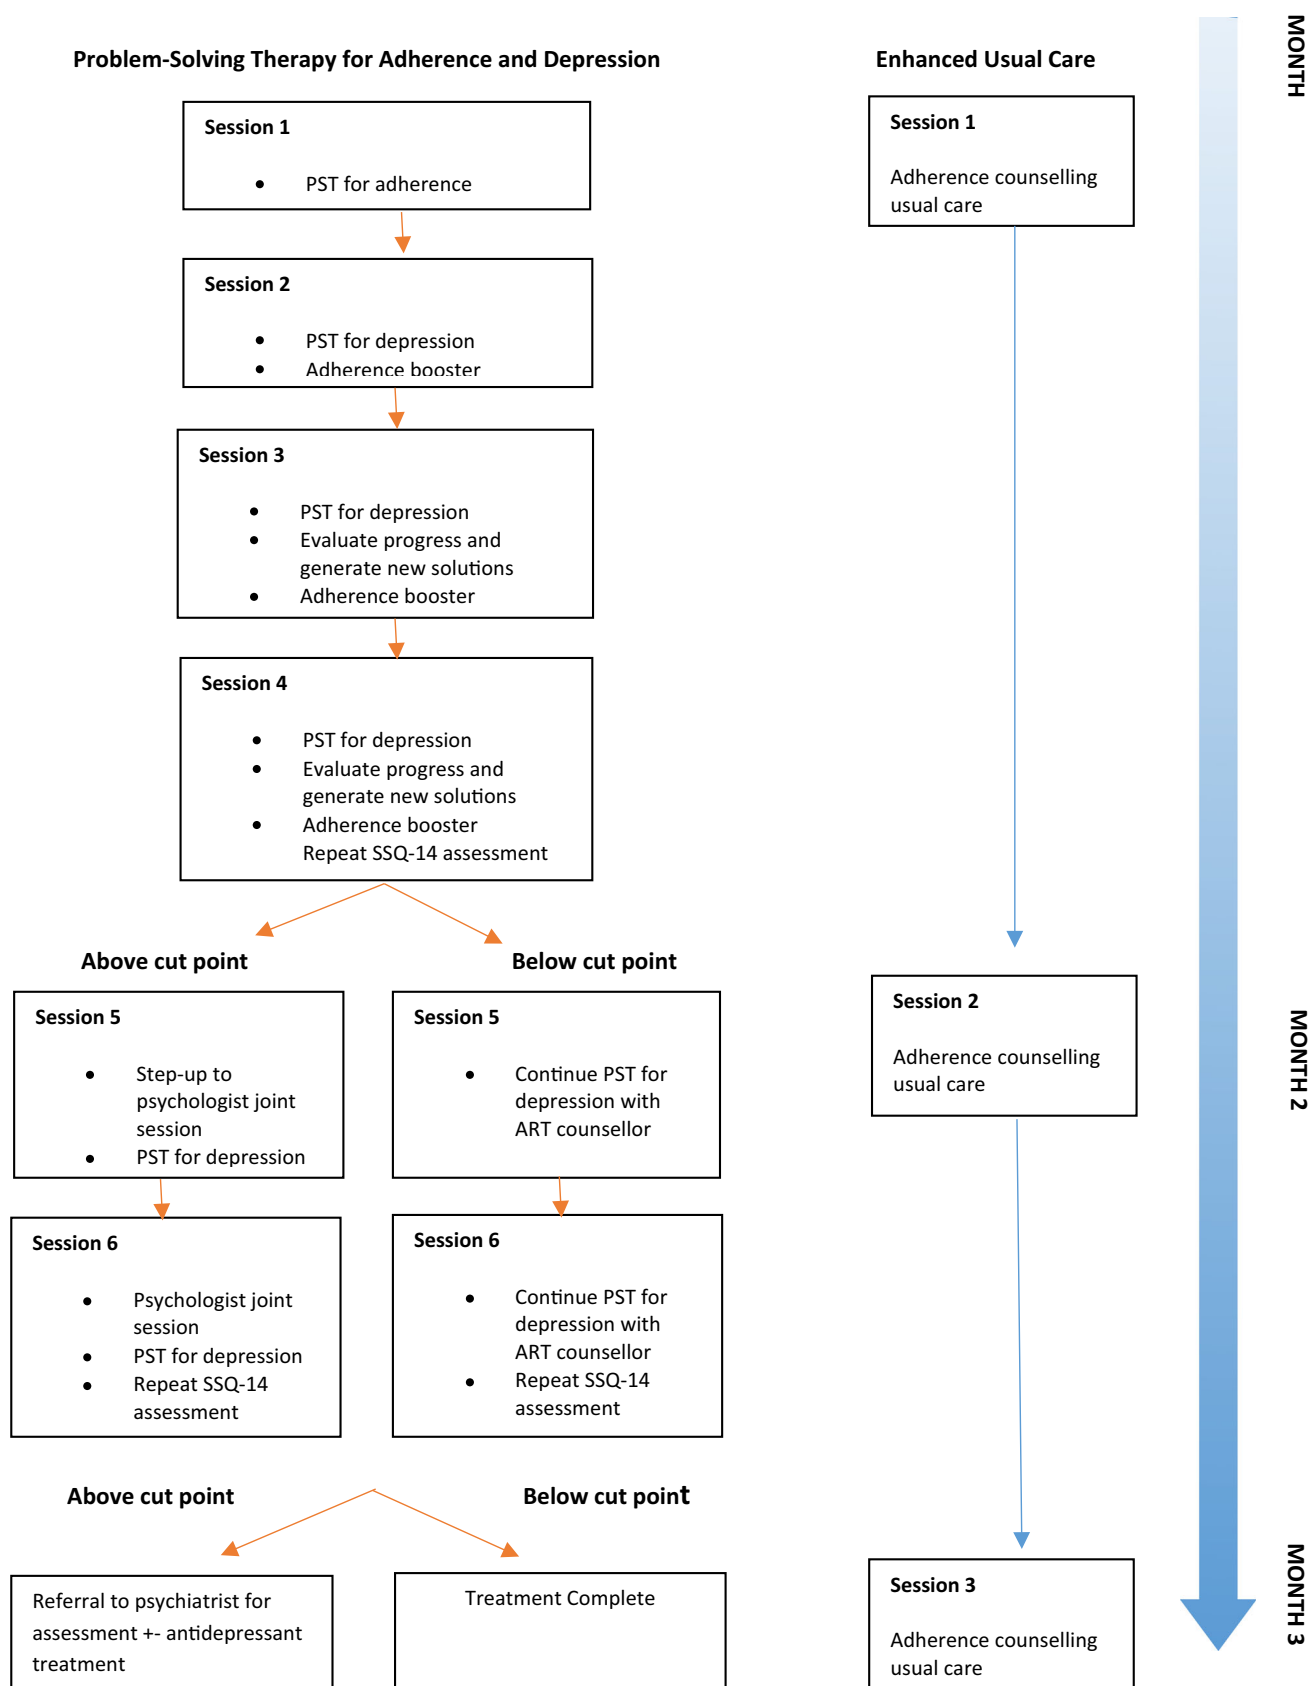 Problem-Solving Therapy for Adherence and Depression
Session 1
• PST for adherence
Session 2
• PST for depression
• Adherence booster
Session 3
• PST for depression
• Evaluate progress and
generate new solutions
• Adherence booster
Session 4
• PST for depression
• Evaluate progress and
generate new solutions
• Adherence booster
Repeat SSQ-14 assessment
Above cut point
Session 5
• Step-up to
psychologist joint
session
• PST for depression
Session 6
• Psychologist joint
session
• PST for depression
• Repeat SSQ-14
assessment
Below cut point
Session 5
• Continue PST for
depression with
ART counsellor
Session 6
• Continue PST for
depression with
ART counsellor
• Repeat SSQ-14
assessment
Above cut point
Referral to psychiatrist for
assessment +- antidepressant
treatment
Below cut point
Treatment Complete
Enhanced Usual Care
Session 1
Adherence counselling
usual care
Session 2
Adherence counselling
usual care
Session 3
Adherence counselling
usual care
MONTH
MONTH 2
MONTH 3